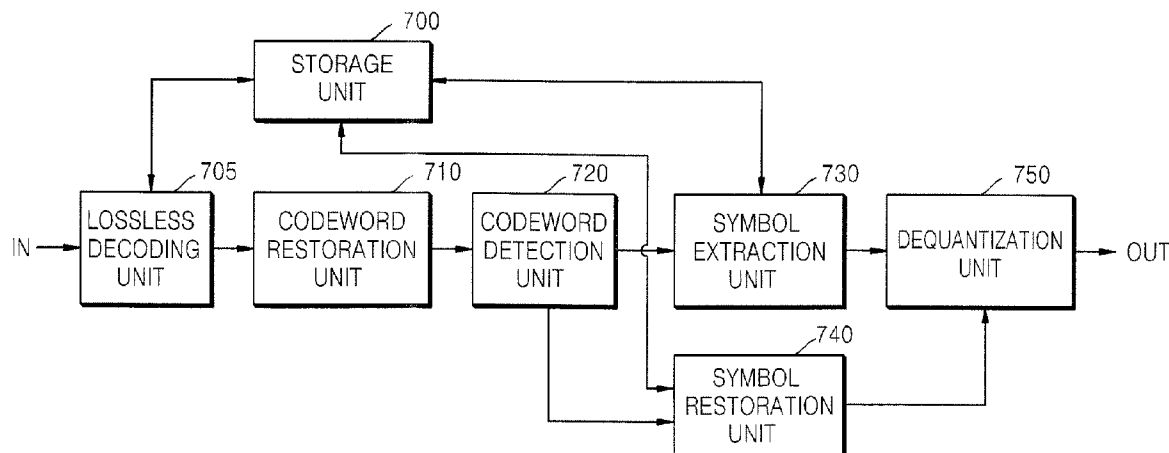 700
STORAGE
UNIT
705
LOSSLESS
DECODING
UNIT
710
CODEWORD
RESTORATION
UNIT
720
CODEWORD
DETECTION
UNIT
730
SYMBOL
EXTRACTION
UNIT
750
DEQUANTIZATION
UNIT
IN
OUT
740
SYMBOL
RESTORATION
UNIT